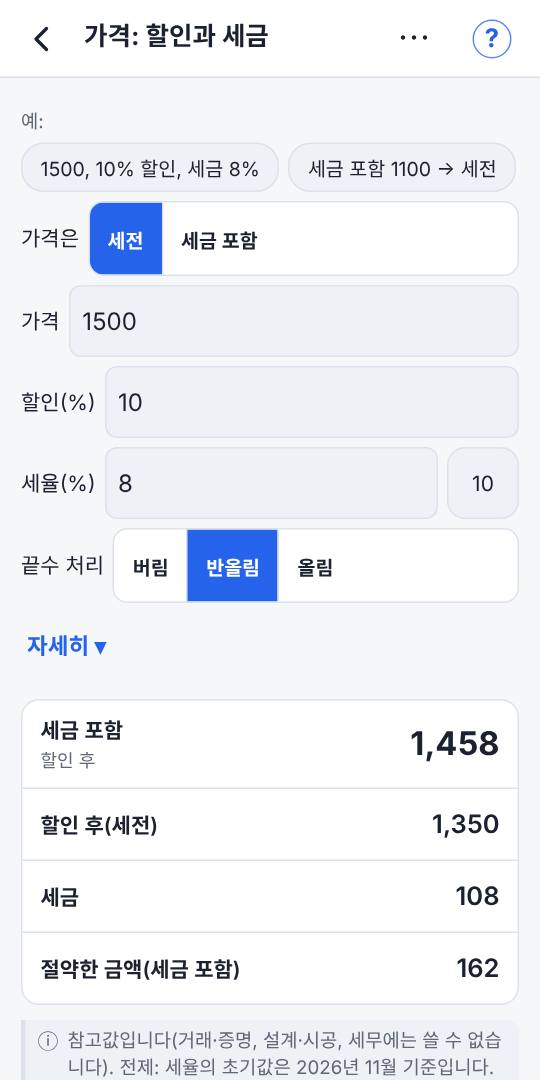 가격: 할인과 세금 ··· ?
예:
1500, 10% 할인, 세금 8% 세금 포함 1100 → 세전
가격은 세전 세금 포함
가격 1500
할인(%) 10
세율(%) 8 10
끝수 처리 버림 반올림 올림
자세히 ▼
세금 포함 1,458
할인 후
할인 후(세전) 1,350
세금 108
절약한 금액(세금 포함) 162
ⓘ 참고값입니다(거래·증명, 설계·시공, 세무에는 쓸 수 없습
니다). 전제: 세율의 초기값은 2026년 11월 기준입니다.